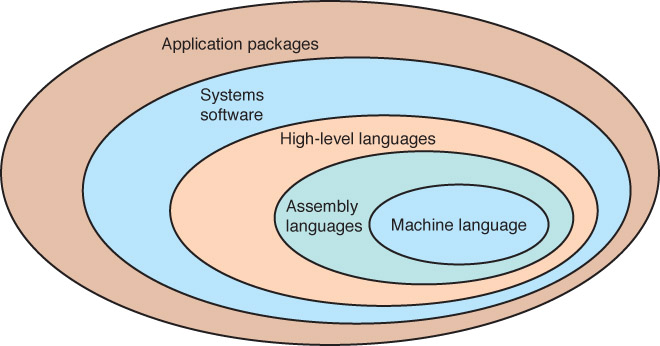 Application packages
Systems
software
High-level languages
Assembly
languages
Machine language